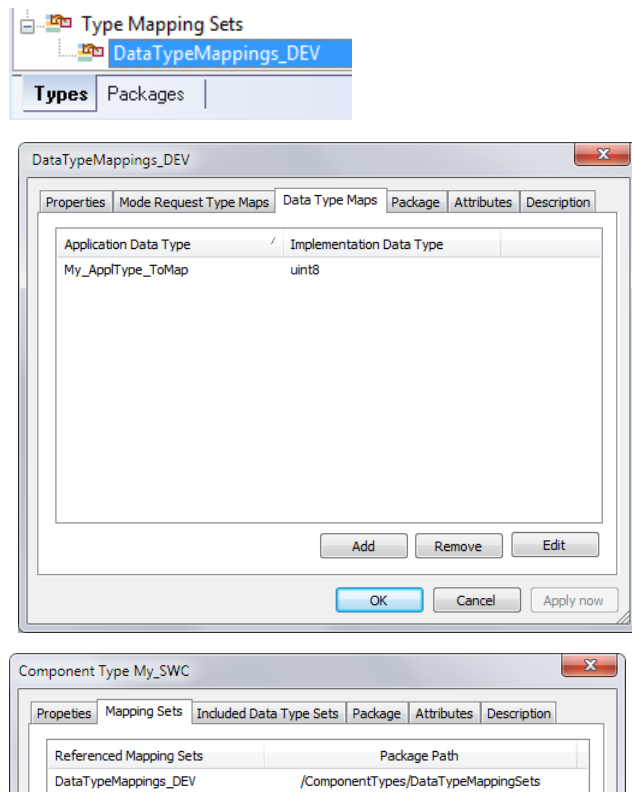 Type Mapping Sets
DataTypeMappings_DEV
Types Packages
DataTypeMappings_DEV
Properties Mode Request Type Maps Data Type Maps Package Attributes Description
Application Data Type Implementation Data Type
My_ApplType_ToMap uint8
Add Remove Edit
OK Cancel Apply now
Component Type My_SWC
Propeties Mapping Sets Included Data Type Sets Package Attributes Description
Referenced Mapping Sets Package Path
DataTypeMappings_DEV /ComponentTypes/DataTypeMappingSets